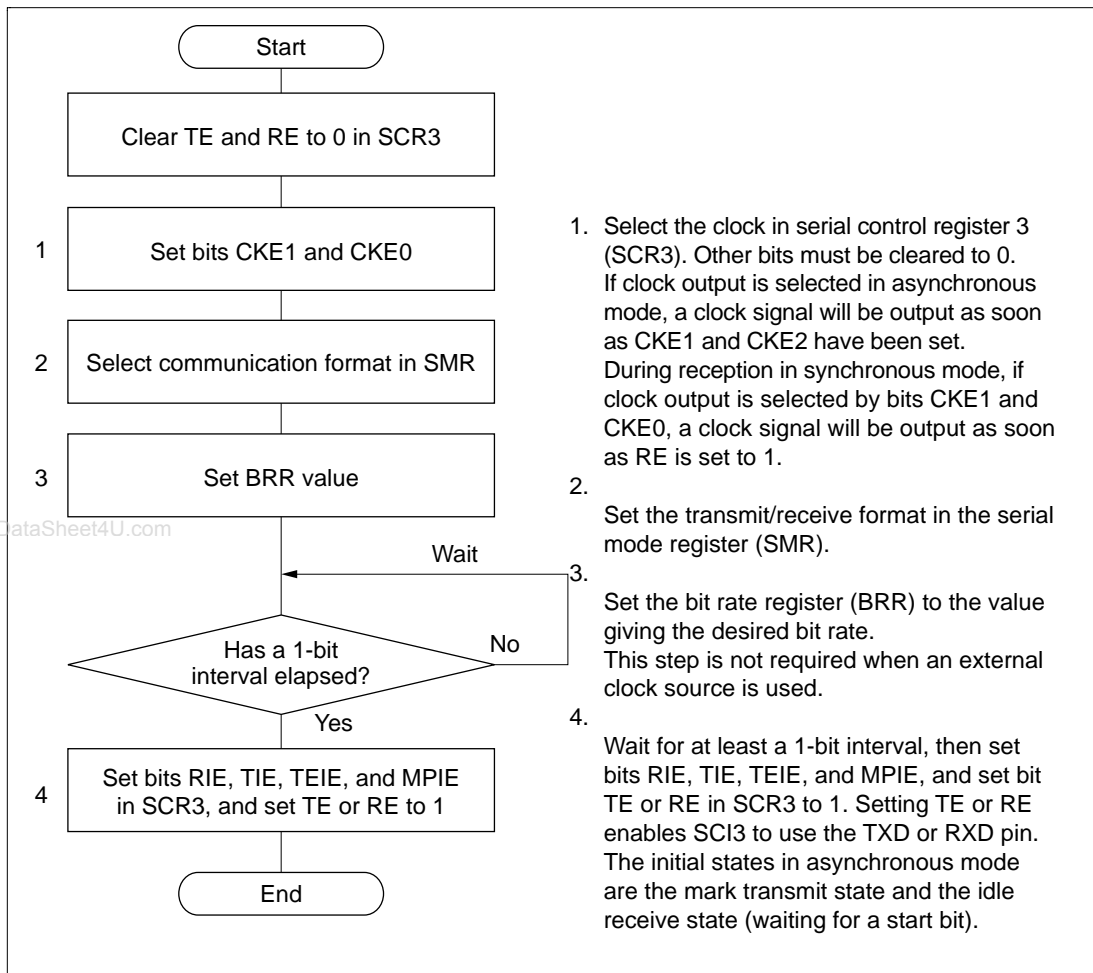 Start
Clear TE and RE to 0 in SCR3
1
Set bits CKE1 and CKE0
2
Select communication format in SMR
3
Set BRR value
DataSheet4U.com
Wait
Has a 1-bit
interval elapsed?
No
Yes
4
Set bits RIE, TIE, TEIE, and MPIE
in SCR3, and set TE or RE to 1
End
1. Select the clock in serial control register 3
(SCR3). Other bits must be cleared to 0.
If clock output is selected in asynchronous
mode, a clock signal will be output as soon
as CKE1 and CKE2 have been set.
During reception in synchronous mode, if
clock output is selected by bits CKE1 and
CKE0, a clock signal will be output as soon
as RE is set to 1.
2.
Set the transmit/receive format in the serial
mode register (SMR).
3.
Set the bit rate register (BRR) to the value
giving the desired bit rate.
This step is not required when an external
clock source is used.
4.
Wait for at least a 1-bit interval, then set
bits RIE, TIE, TEIE, and MPIE, and set bit
TE or RE in SCR3 to 1. Setting TE or RE
enables SCI3 to use the TXD or RXD pin.
The initial states in asynchronous mode
are the mark transmit state and the idle
receive state (waiting for a start bit).